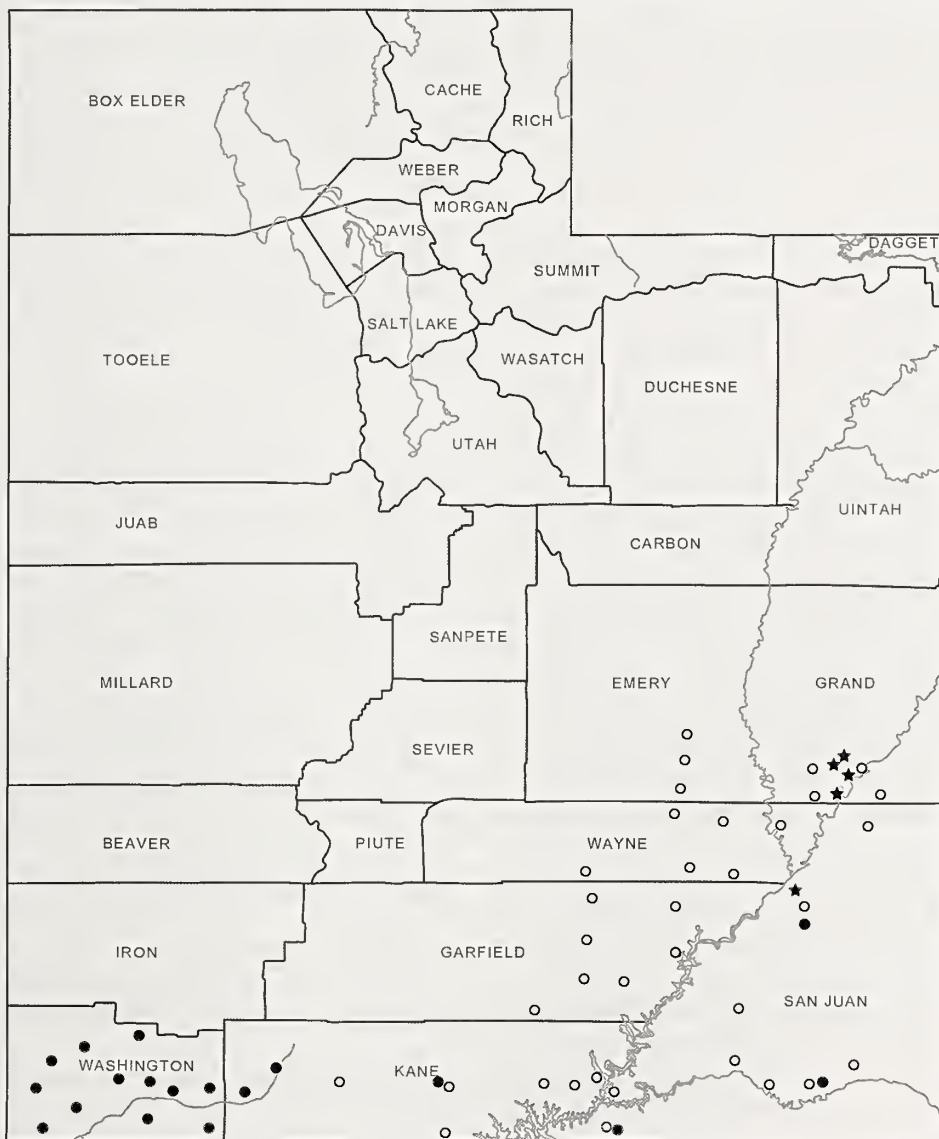 CACHE
BOX ELDER
RICH
WEBER
MORGAN
DAVIS
DAGGET
SUMMIT
SALT LAKE
WASATCH
TOOELE
DUCHESNE
UTAH
UINTAH
JUAB
CARBON
SANPETE
MILLARD
EMERY
GRAND
SEVIER
BEAVER
PIUTE
WAYNE
IRON
GARFIELD
SAN JUAN
WASHINGTON
KANE